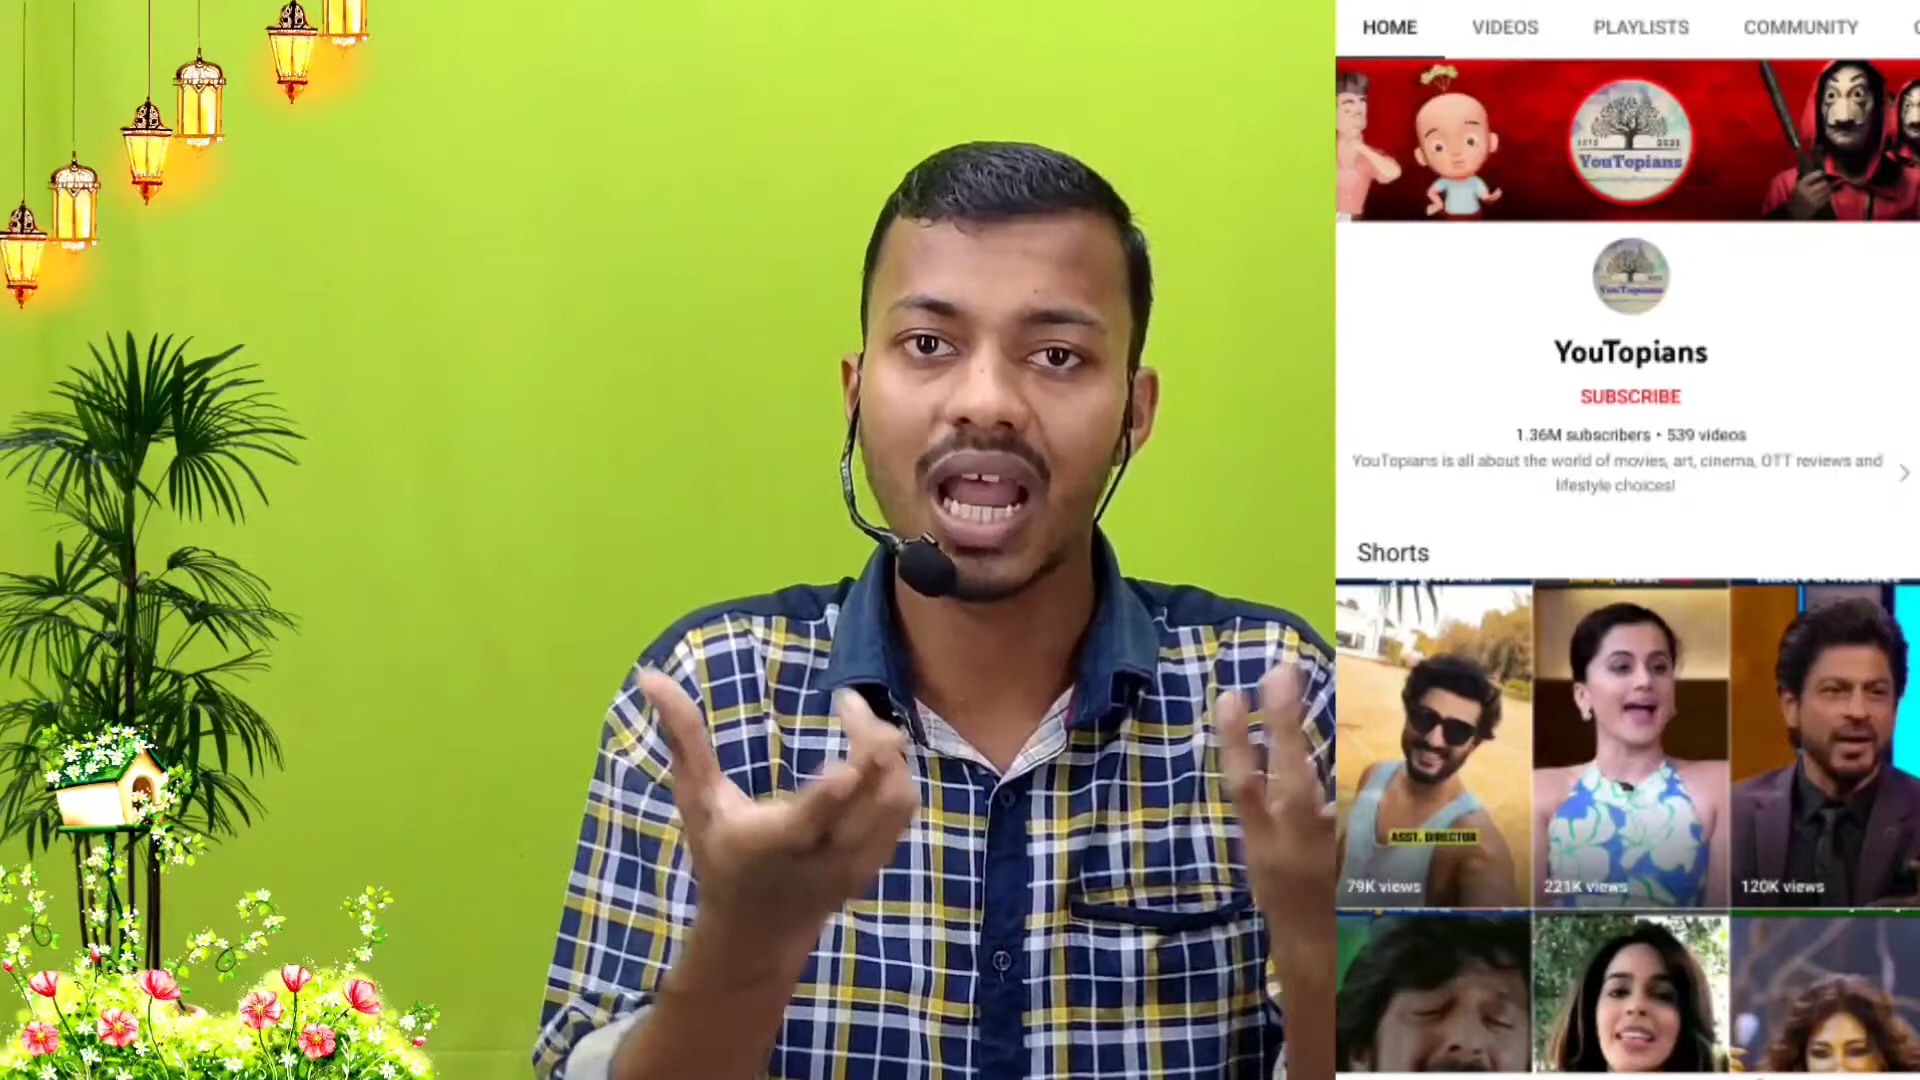 HOME VIDEOS PLAYLISTS COMMUNITY
YouTopians
YouTopians
YouTopians
SUBSCRIBE
1.36M subscribers • 539 videos
YouTopians is all about the world of movies, art, cinema, OTT reviews and
lifestyle choices!
Shorts
ASST. DIRECTOR
79K views 221K views 120K views